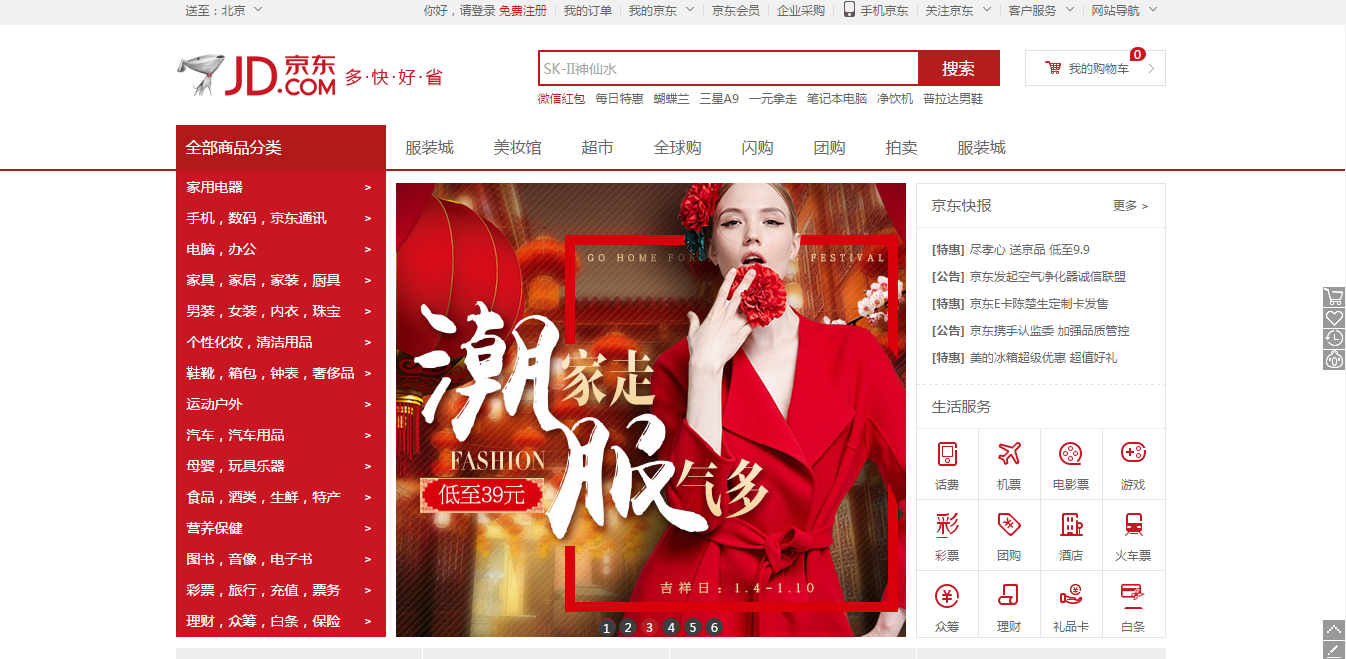 送至：北京
你好，请登录 免费注册 我的订单 我的京东 京东会员 企业采购 手机京东 关注京东 客户服务 网站导航
JD.COM 京东 多·快·好·省
SK-II神仙水 搜索
0
我的购物车
微信红包 每日特惠 蝴蝶兰 三星A9 一元拿走 笔记本电脑 净饮机 普拉达男鞋
全部商品分类 服装城 美妆馆 超市 全球购 闪购 团购 拍卖 服装城
家用电器 >
手机，数码，京东通讯 >
电脑，办公 >
家具，家居，家装，厨具 >
男装，女装，内衣，珠宝 >
个性化妆，清洁用品 >
鞋靴，箱包，钟表，奢侈品 >
运动户外 >
汽车，汽车用品 >
母婴，玩具乐器 >
食品，酒类，生鲜，特产 >
营养保健 >
图书，音像，电子书 >
彩票，旅行，充值，票务 >
理财，众筹，白条，保险 >
GO HOME FOR FESTIVAL
潮家走
服气多
FASHION
低至39元
吉祥日：1.4-1.10
1 2 3 4 5 6
京东快报 更多 >
[特惠] 尽孝心 送京品 低至9.9
[公告] 京东发起空气净化器诚信联盟
[特惠] 京东E卡陈楚生定制卡发售
[公告] 京东携手认监委 加强品质管控
[特惠] 美的冰箱超级优惠 超值好礼
生活服务
话费 机票 电影票 游戏
彩票 团购 酒店 火车票
众筹 理财 礼品卡 白条